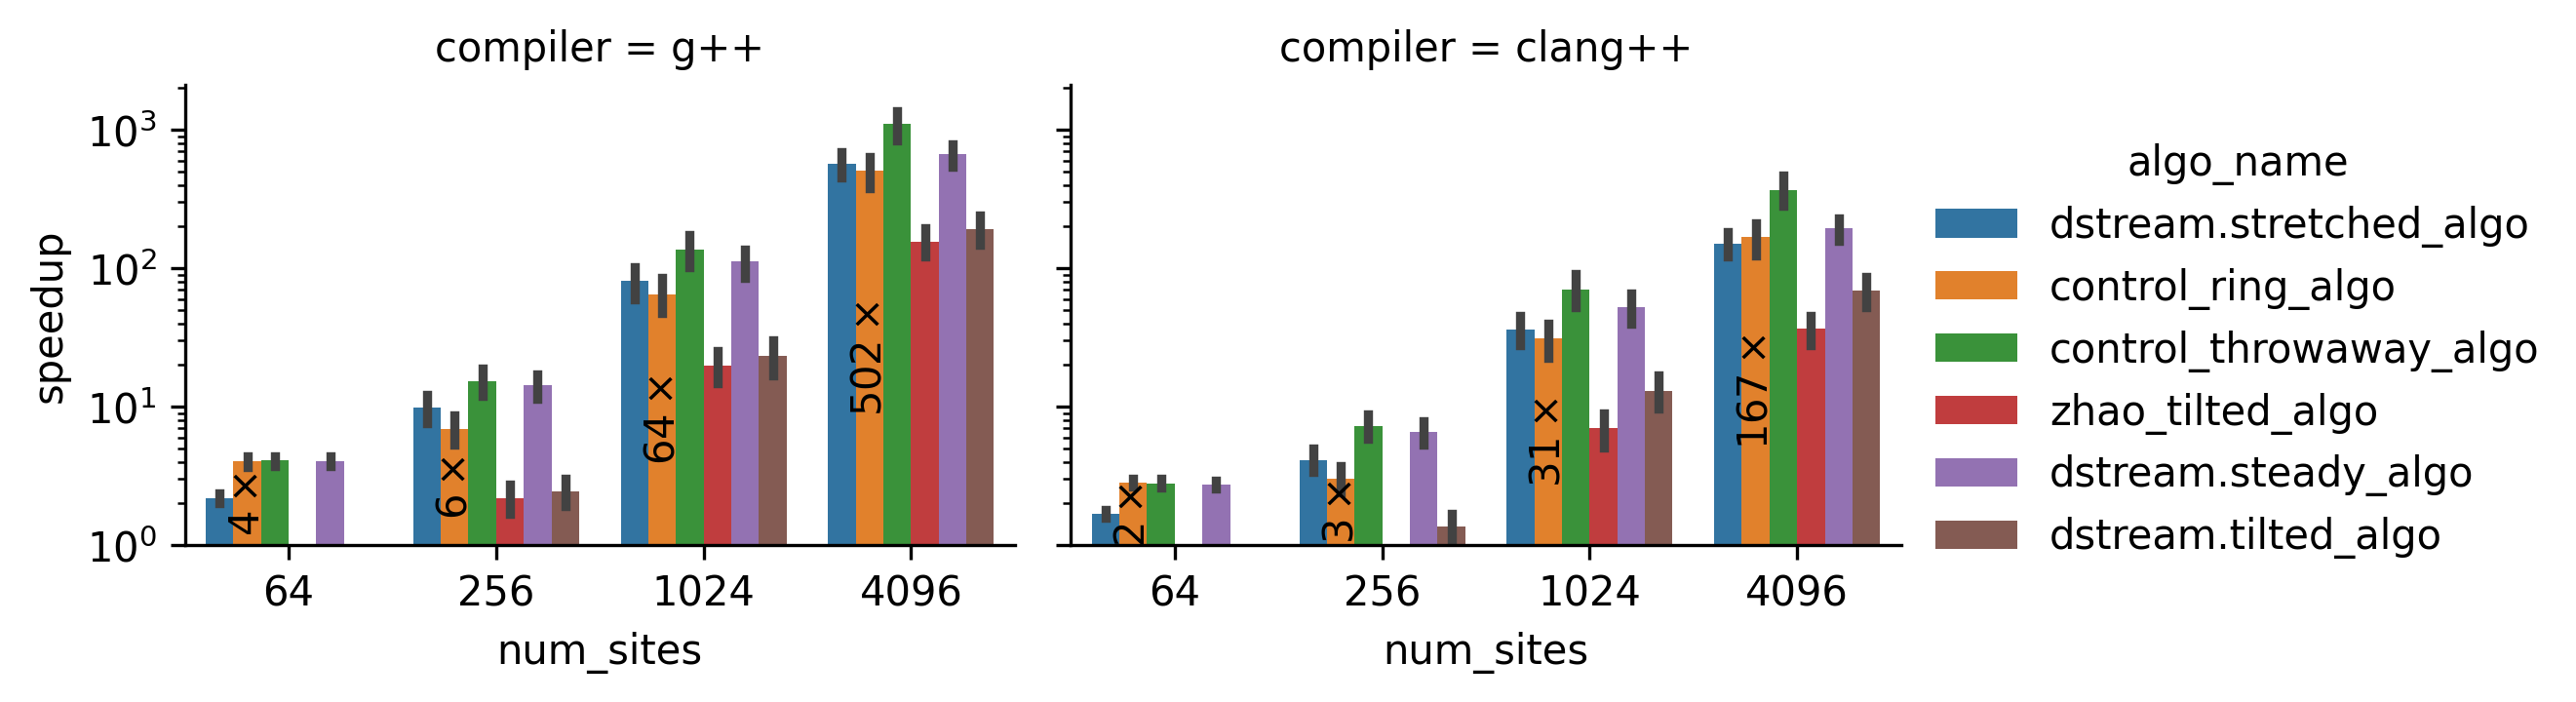 compiler = g++
compiler = clang++
speedup
10³
10²
10¹
10⁰
4 ×
6 ×
64 ×
502 ×
2 ×
3 ×
31 ×
167 ×
64
256
1024
4096
64
256
1024
4096
num_sites
num_sites
algo_name
dstream.stretched_algo
control_ring_algo
control_throwaway_algo
zhao_tilted_algo
dstream.steady_algo
dstream.tilted_algo